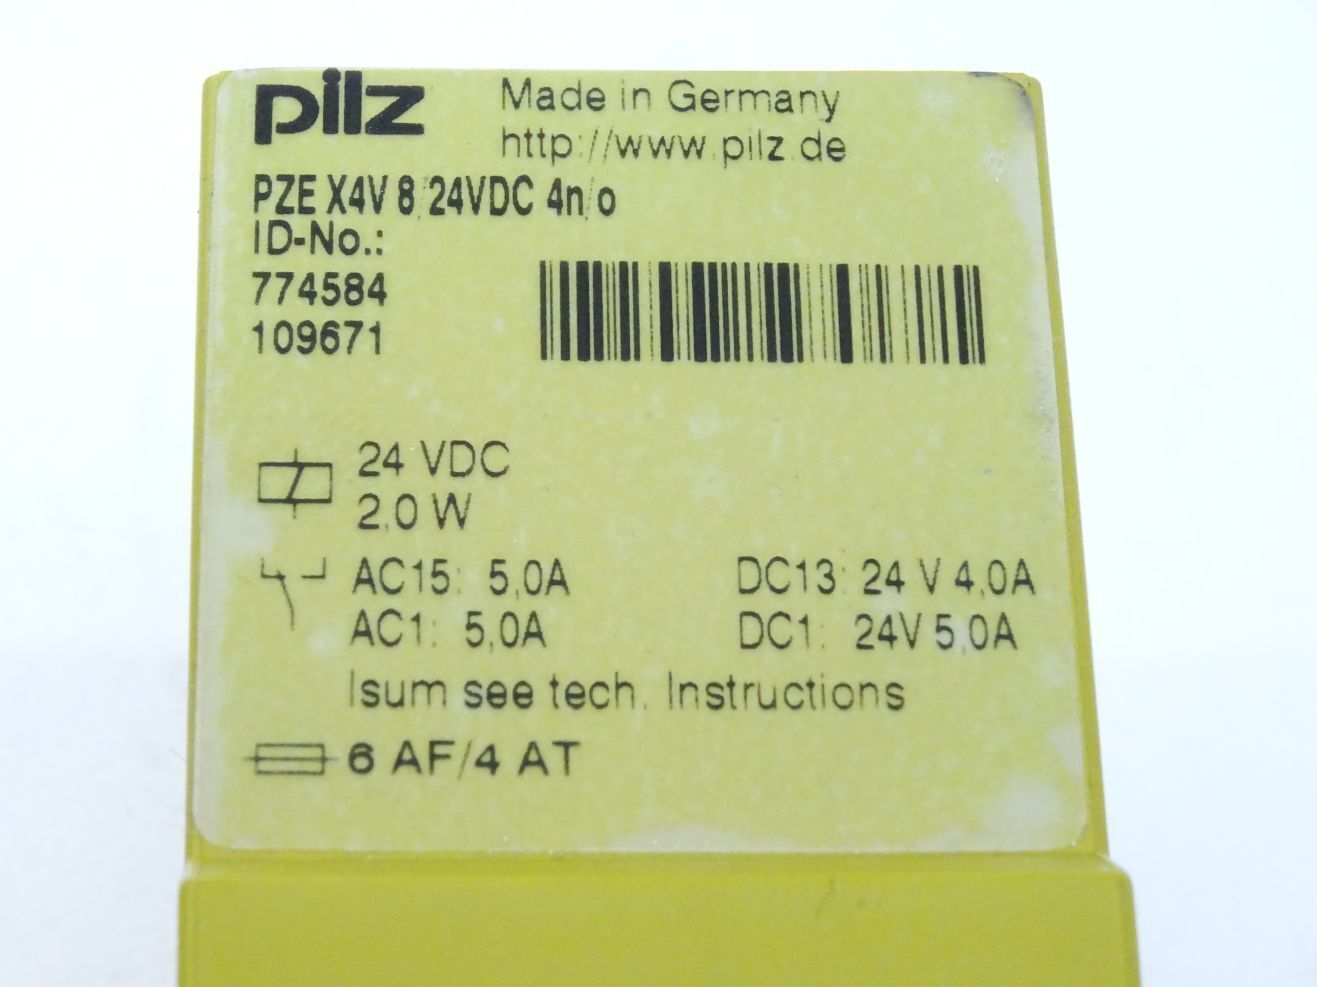 pilz
Made in Germany
http://www.pilz.de
PZE X4V 8/24VDC 4n/o
ID-No.:
774584
109671
24 VDC
2,0 W
AC15: 5,0A DC13: 24 V 4,0A
AC1: 5,0A DC1: 24V 5,0A
Isum see tech. Instructions
6 AF/4 AT